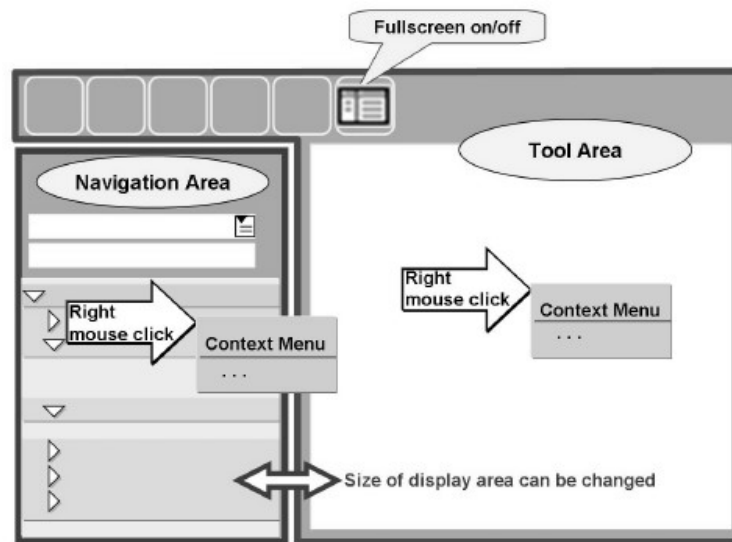 Fullscreen on/off
Tool Area
Navigation Area
Right
mouse click
Context Menu
. . .
Right
mouse click
Context Menu
. . .
Size of display area can be changed